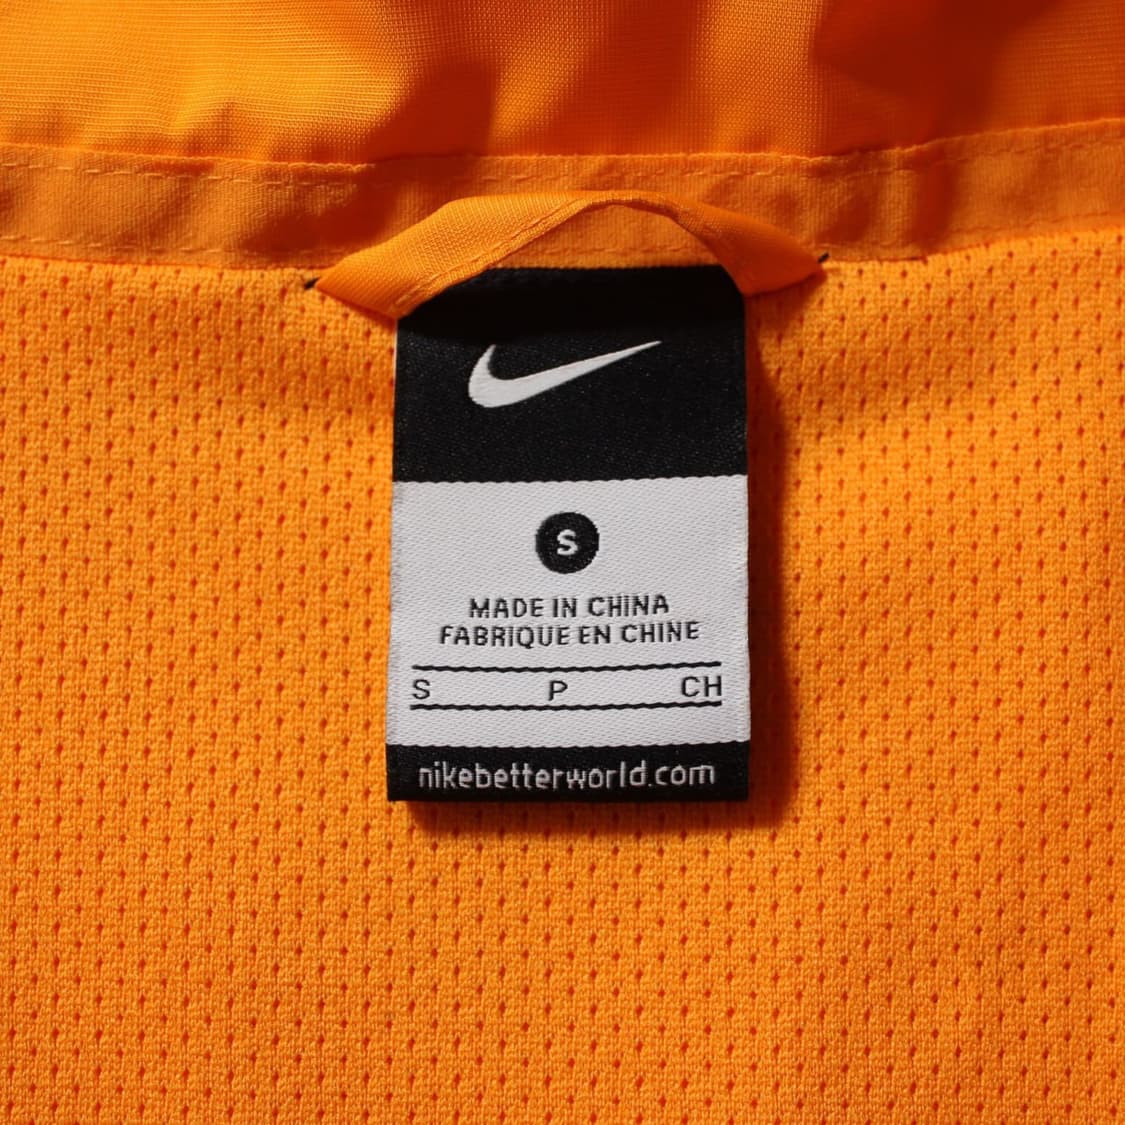 S
MADE IN CHINA
FABRIQUE EN CHINE
S P CH
nikebetterworld.com